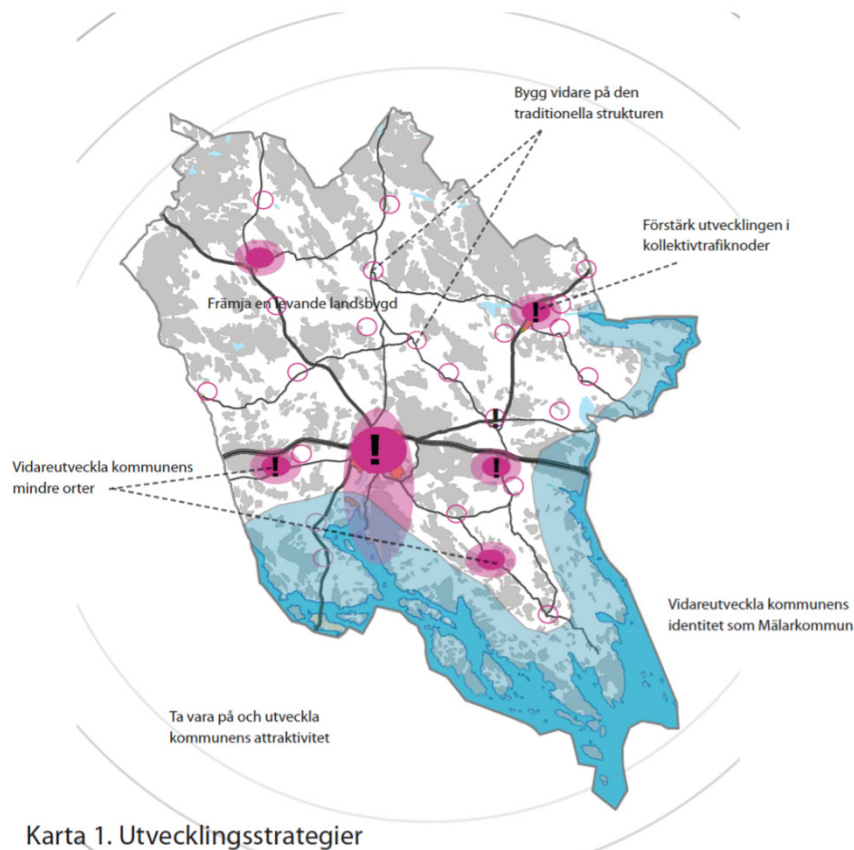 Bygg vidare på den
traditionella strukturen
Förstärk utvecklingen i
kollektivtrafiknoder
Främja en levande landsbygd
!
!
!
!
!
Vidareutveckla kommunens
mindre orter
Vidareutveckla kommunens
identitet som Mälarkommun
Ta vara på och utveckla
kommunens attraktivitet
Karta 1. Utvecklingsstrategier